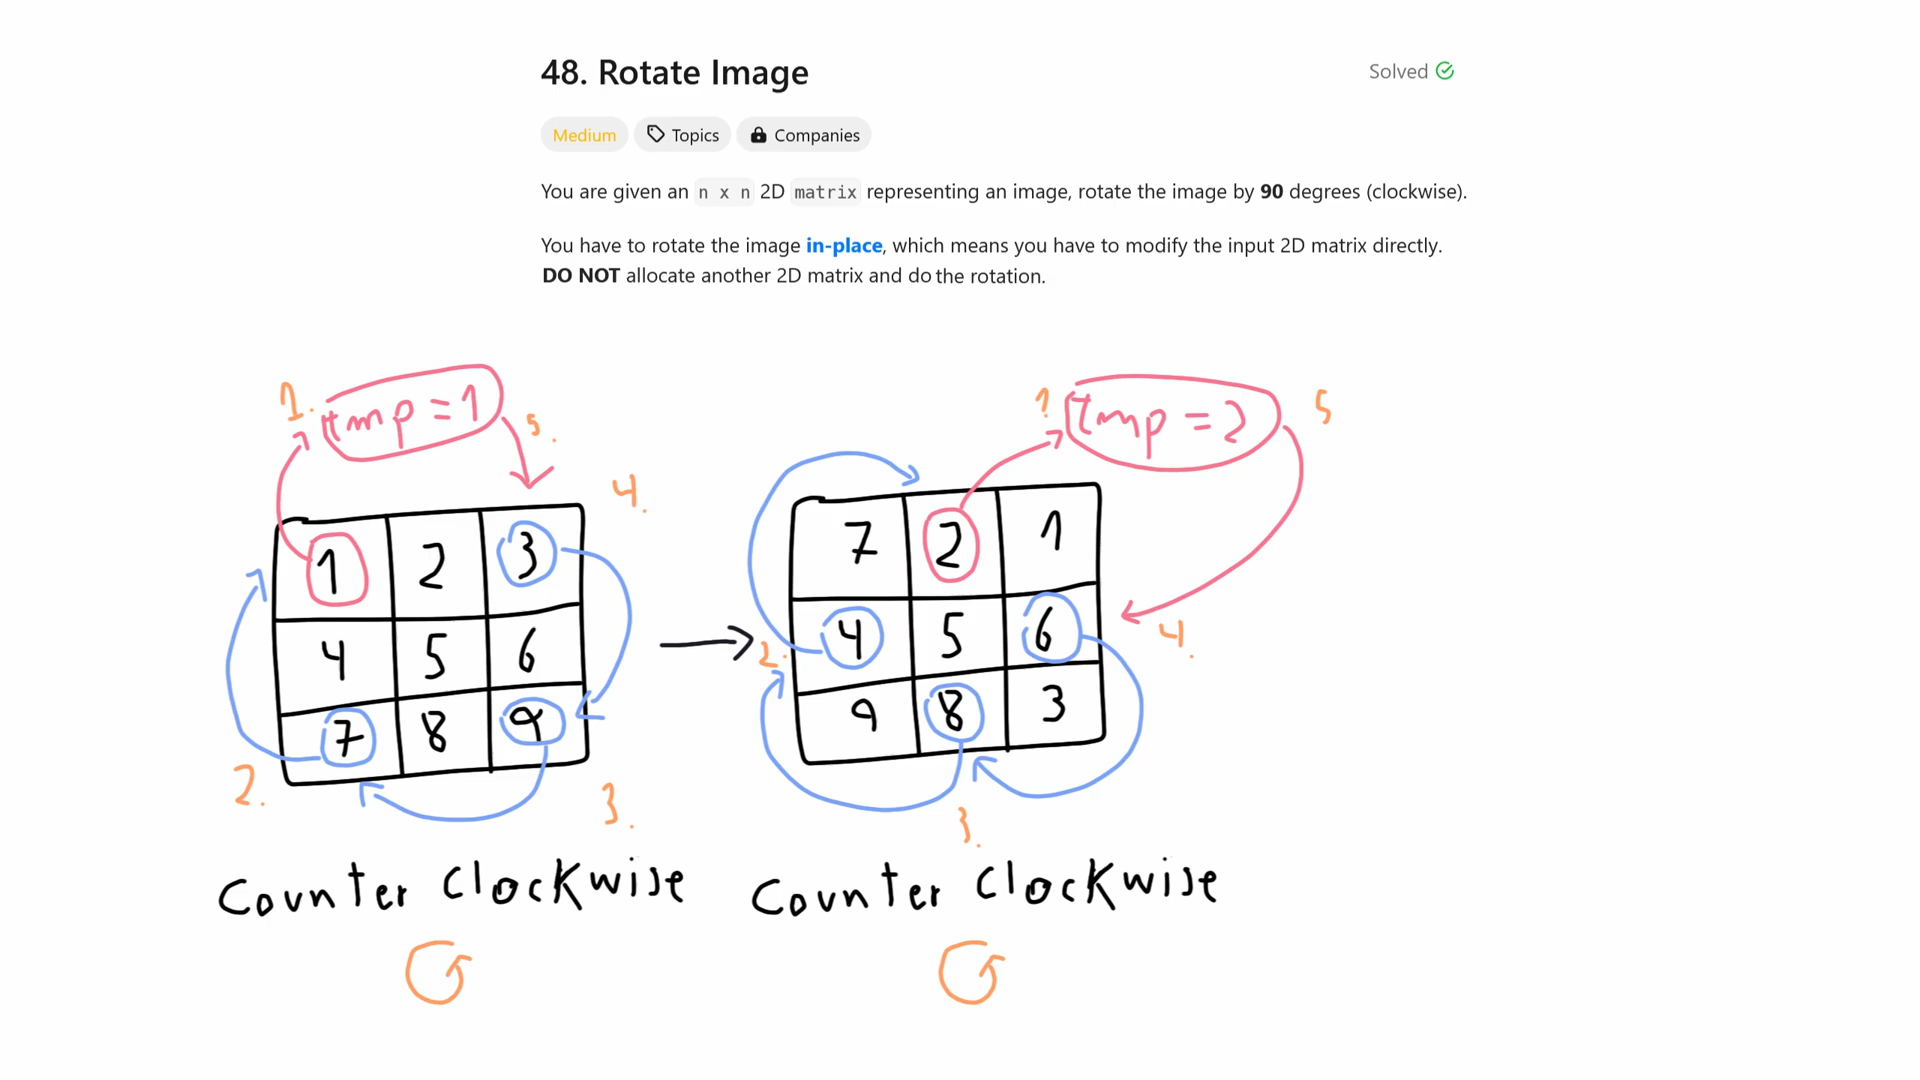 48. Rotate Image
Solved
Medium Topics Companies
You are given an n x n 2D matrix representing an image, rotate the image by 90 degrees (clockwise).
You have to rotate the image in-place, which means you have to modify the input 2D matrix directly.
DO NOT allocate another 2D matrix and do the rotation.
1. tmp = 1 5.
4.
1 2 3
4 5 6
7 8 9
2. 3.
Counter Clockwise
1 tmp = 2 5
7 2 1
2. 4 5 6 4.
9 8 3
3.
Counter Clockwise